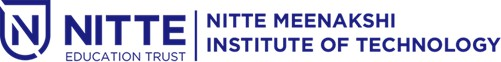 N NITTE
EDUCATION TRUST
NITTE MEENAKSHI
INSTITUTE OF TECHNOLOGY